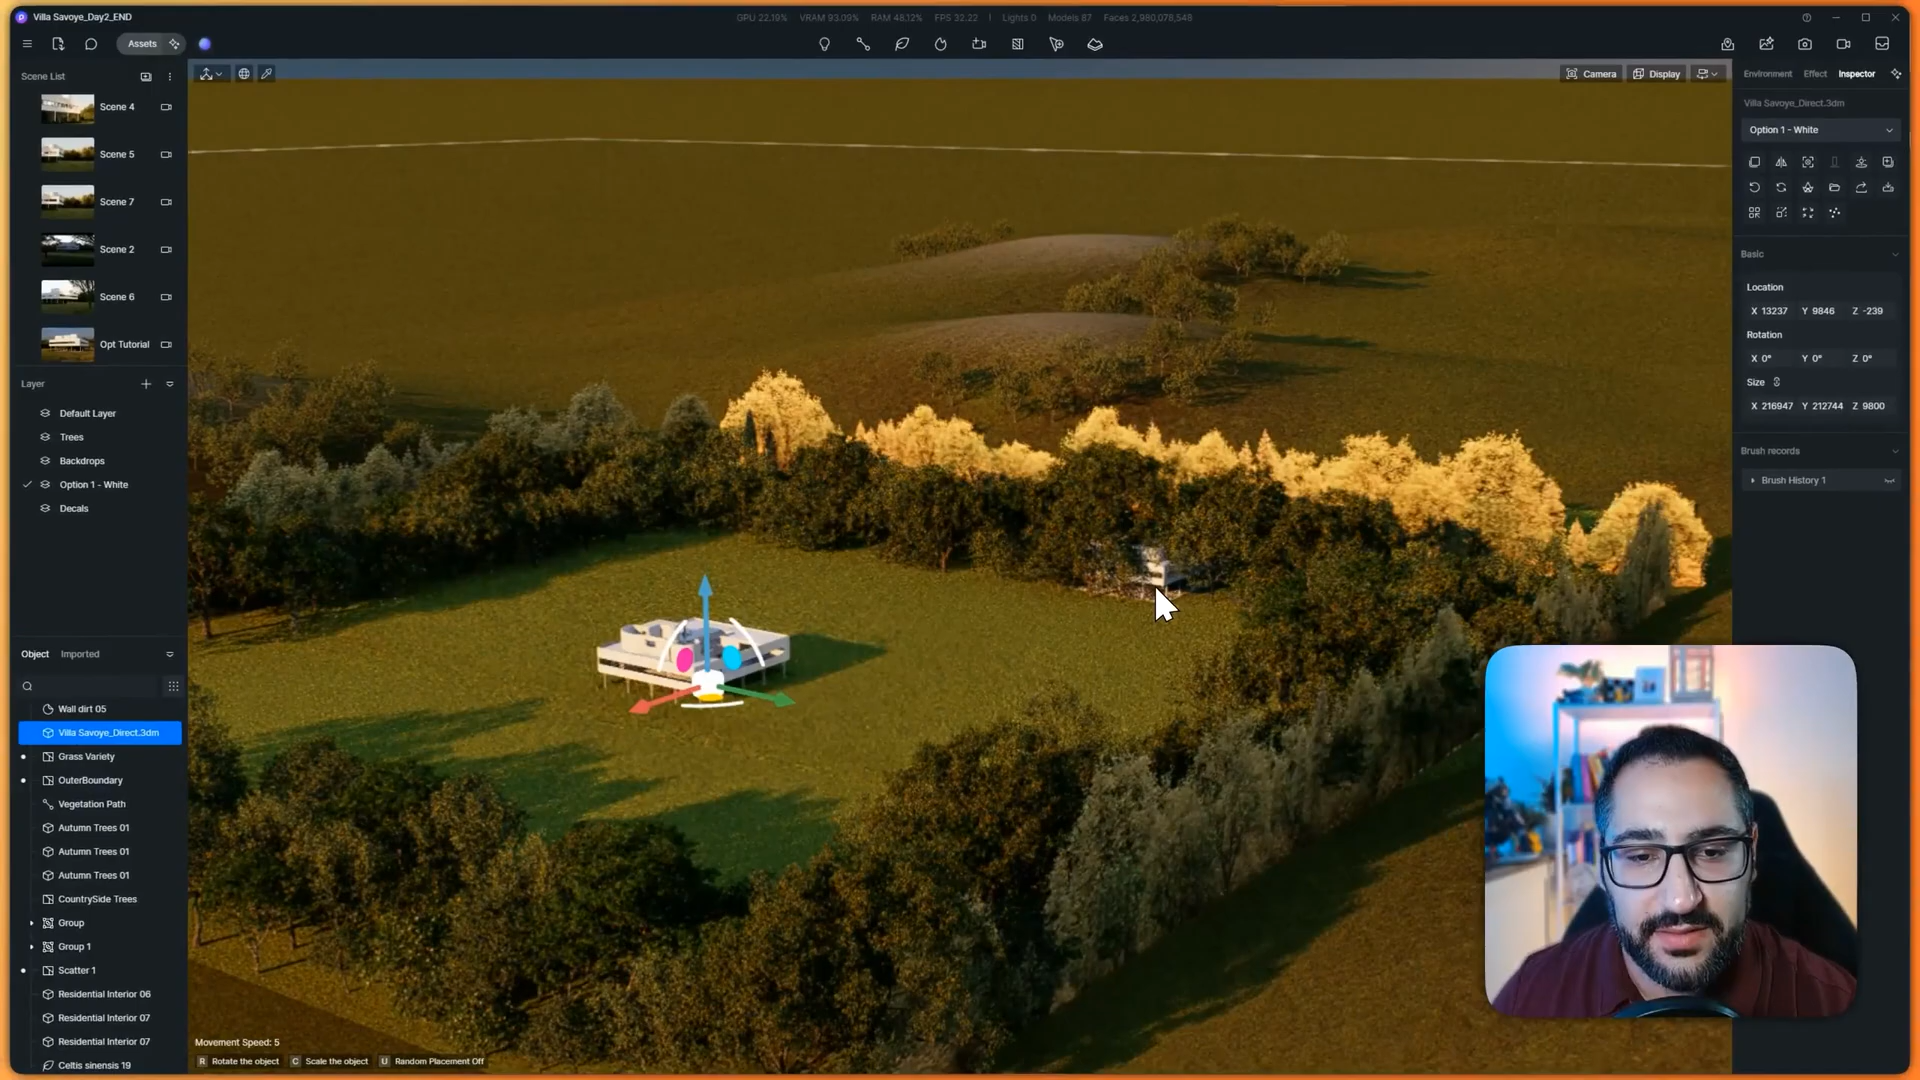 Villa Savoye_Day2_END
GPU 22.19% VRAM 93.09% RAM 48.12% FPS 32.22 | Lights 0 Models 87 Faces 2,980,078,548
Assets
Scene List
Scene 4
Scene 5
Scene 7
Scene 2
Scene 6
Opt Tutorial
Layer
Default Layer
Trees
Backdrops
Option 1 - White
Decals
Object Imported
Wall dirt 05
Villa Savoye_Direct.3dm
Grass Variety
OuterBoundary
Vegetation Path
Autumn Trees 01
Autumn Trees 01
Autumn Trees 01
CountrySide Trees
Group
Group 1
Scatter 1
Residential Interior 06
Residential Interior 07
Residential Interior 07
Celtis sinensis 19
Camera Display
Movement Speed: 5
R Rotate the object C Scale the object U Random Placement Off
Environment Effect Inspector
Villa Savoye_Direct.3dm
Option 1 - White
Basic
Location
X 13237 Y 9846 Z -239
Rotation
X 0° Y 0° Z 0°
Size
X 216947 Y 212744 Z 9800
Brush records
Brush History 1